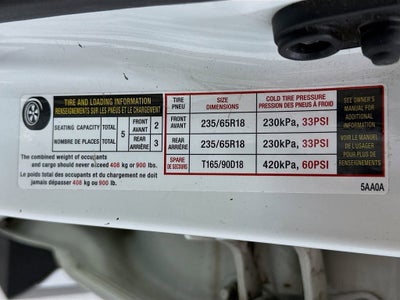 TIRE AND LOADING INFORMATION
RENSEIGNEMENTS SUR LES PNEUS ET LE CHARGEMENT
SEATING CAPACITY TOTAL 5 FRONT AVANT 2
NOMBRE DE PLACES TOTAL REAR ARRIÈRE 3
The combined weight of occupants
and cargo should never exceed 408 kg or 900 lbs.
Le poids total des occupants et du chargement ne doit
jamais dépasser 408 kg ou 900 lbs.
TIRE PNEU SIZE DIMENSIONS COLD TIRE PRESSURE PRESSION DES PNEUS À FROID
FRONT AVANT 235/65R18 230kPa, 33PSI
REAR ARRIÈRE 235/65R18 230kPa, 33PSI
SPARE DE SECOURS T165/90D18 420kPa, 60PSI
SEE OWNER'S
MANUAL FOR
ADDITIONAL
INFORMATION
VOIR LE MANUEL
DE L'USAGER
POUR PLUS DE
RENSEIGNEMENTS
5AA0A